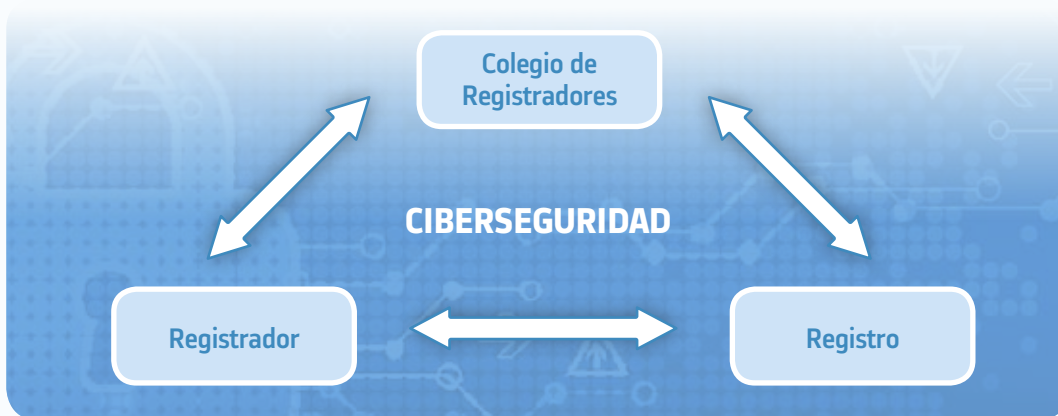 Colegio de
Registradores
CIBERSEGURIDAD
Registrador
Registro